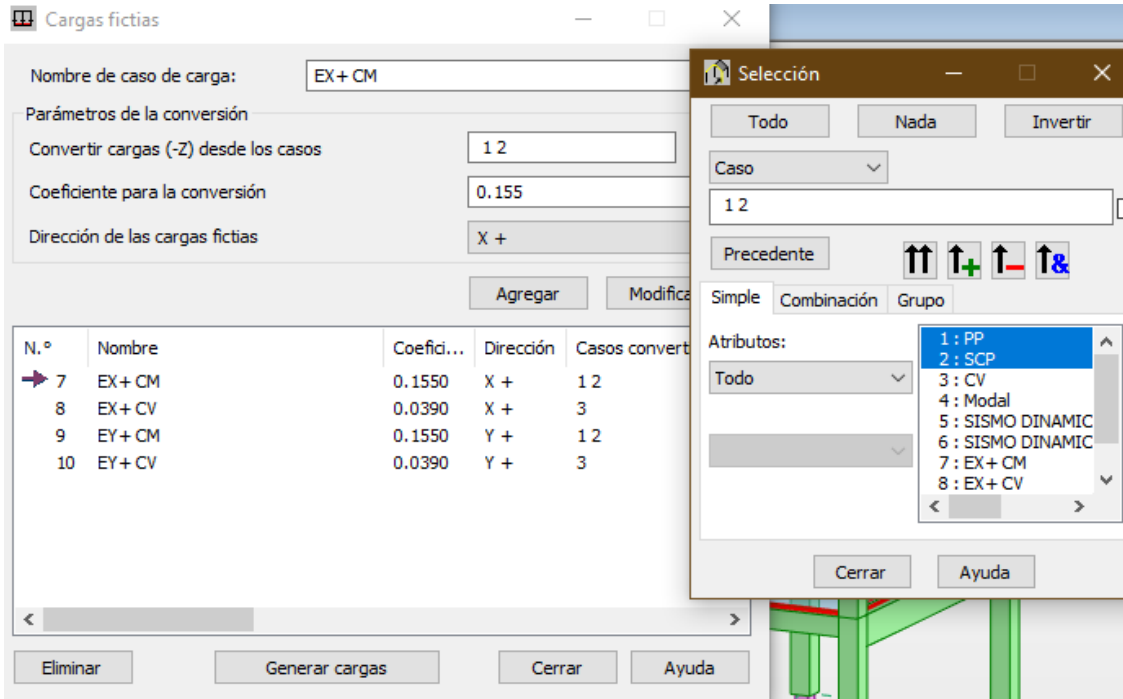 Cargas fictias
Nombre de caso de carga: EX+ CM
Parámetros de la conversión
Convertir cargas (-Z) desde los casos 1 2
Coeficiente para la conversión 0.155
Dirección de las cargas fictias X +
Agregar Modifica
N.º Nombre Coefici... Dirección Casos convert
7 EX+ CM 0.1550 X + 1 2
8 EX+ CV 0.0390 X + 3
9 EY+ CM 0.1550 Y + 1 2
10 EY+ CV 0.0390 Y + 3
Eliminar Generar cargas Cerrar Ayuda
Selección
Todo Nada Invertir
Caso
1 2
Precedente
&
Simple Combinación Grupo
Atributos:
Todo
1 : PP
2 : SCP
3 : CV
4 : Modal
5 : SISMO DINAMIC
6 : SISMO DINAMIC
7 : EX+ CM
8 : EX+ CV
Cerrar Ayuda